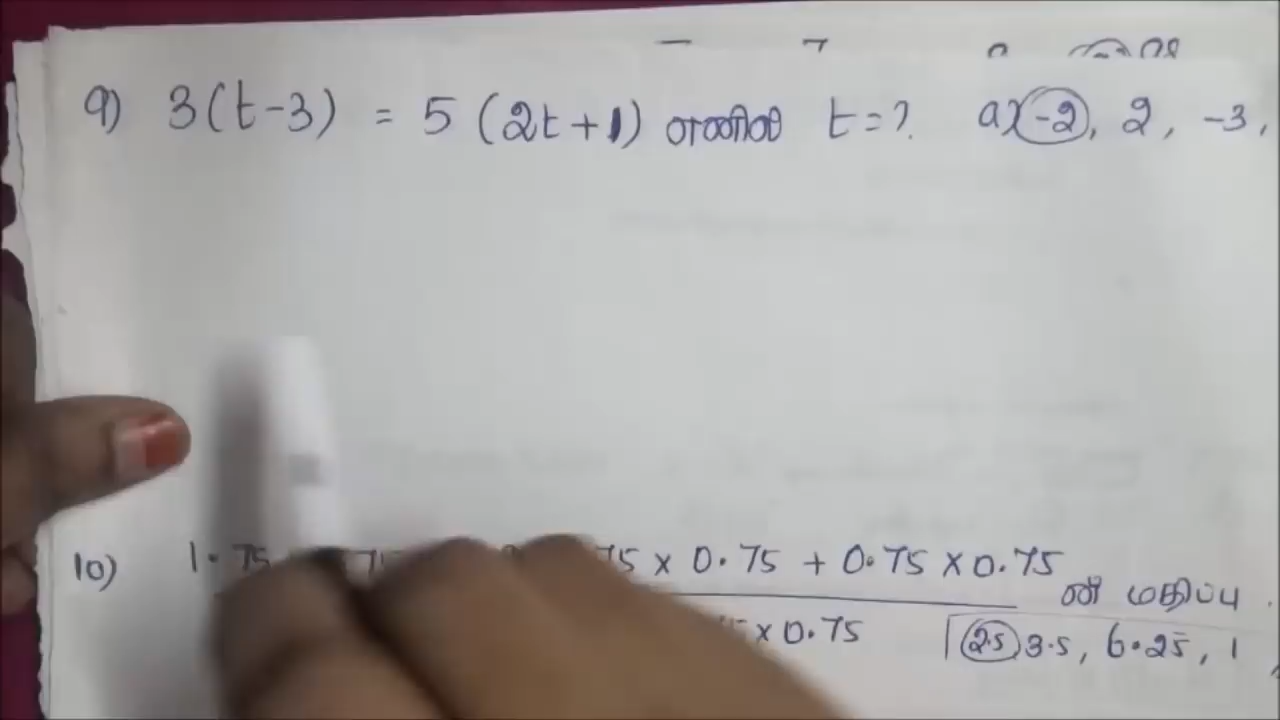 9) 3(t-3) = 5 (2t+1) எனில் t=? a) -2, 2, -3,
10) 1.75 × 0.75 + 0.75 × 0.75 ன் மதிப்பு
× 0.75 2.5 3.5, 6.25, 1